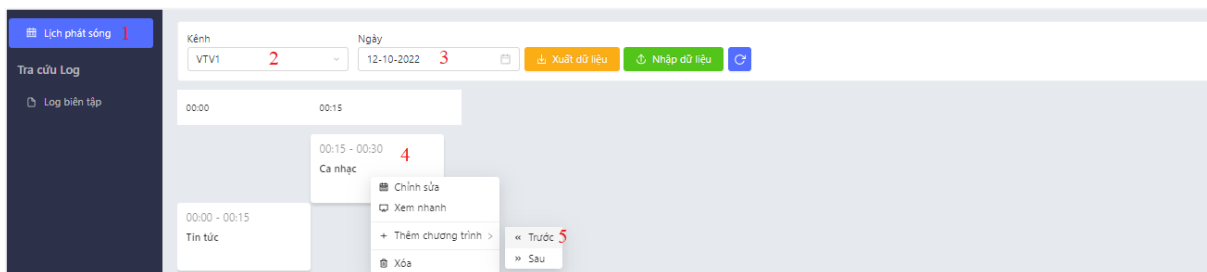 Lịch phát sóng 1
Tra cứu Log
Log biên tập
Kênh
VTV1 2
Ngày
12-10-2022 3
Xuất dữ liệu
Nhập dữ liệu
00:00 00:15
00:15 - 00:30 4
Ca nhạc
Chỉnh sửa
Xem nhanh
+ Thêm chương trình >
Xóa
« Trước 5
» Sau
00:00 - 00:15
Tin tức